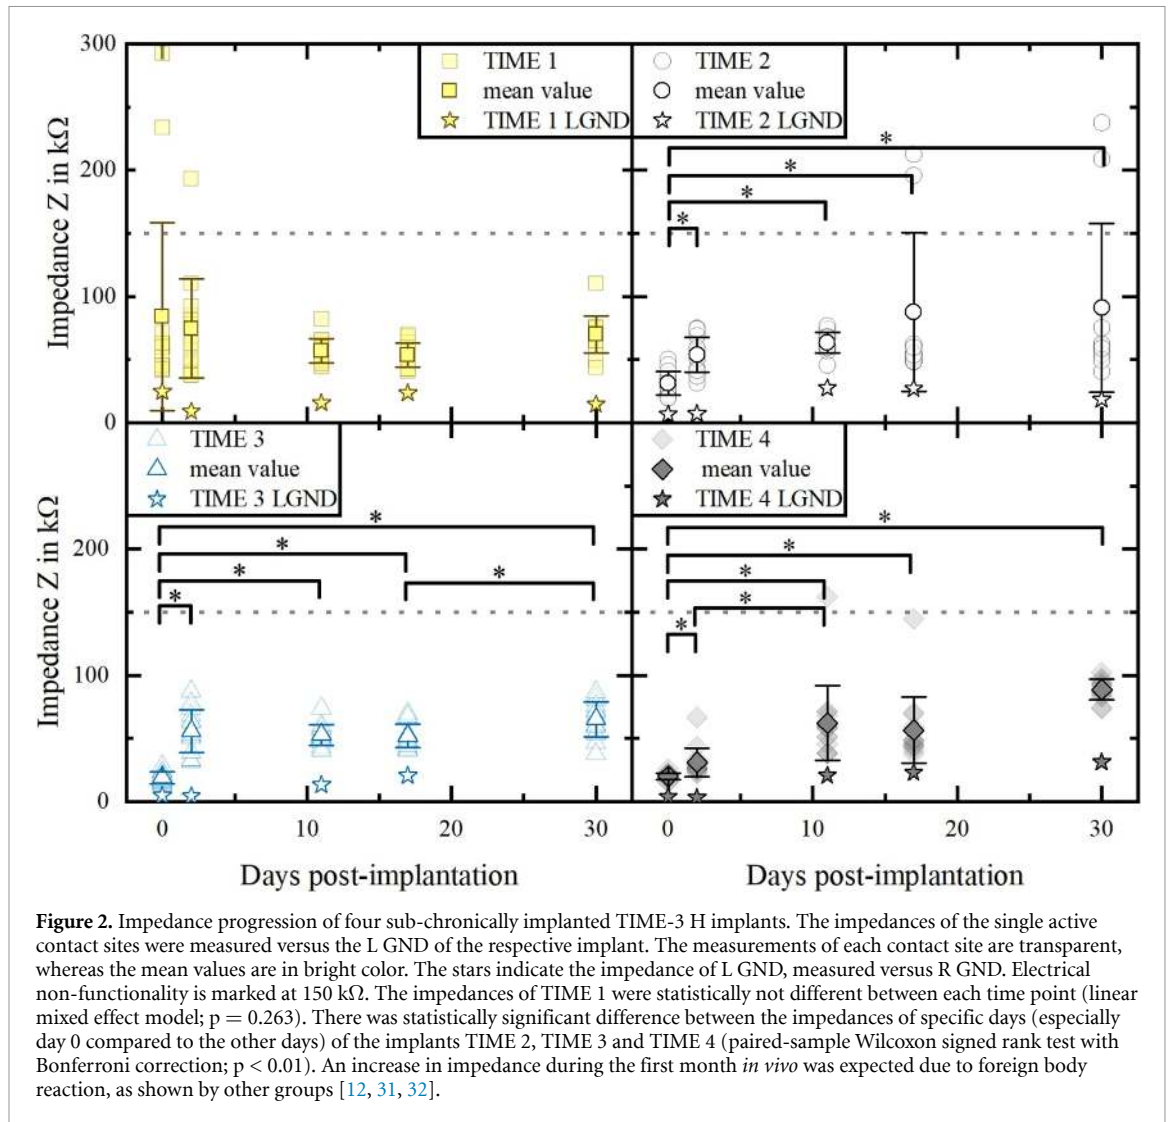 300
200
100
0
Impedance Z in kΩ
TIME 1
mean value
TIME 1 LGND
TIME 2
mean value
TIME 2 LGND
*
*
*
*
200
100
0
Impedance Z in kΩ
TIME 3
mean value
TIME 3 LGND
*
*
*
*
*
TIME 4
mean value
TIME 4 LGND
*
*
*
*
*
0 10 20 30
0 10 20 30
Days post-implantation
Days post-implantation
Figure 2. Impedance progression of four sub-chronically implanted TIME-3 H implants. The impedances of the single active
contact sites were measured versus the L GND of the respective implant. The measurements of each contact site are transparent,
whereas the mean values are in bright color. The stars indicate the impedance of L GND, measured versus R GND. Electrical
non-functionality is marked at 150 kΩ. The impedances of TIME 1 were statistically not different between each time point (linear
mixed effect model; p = 0.263). There was statistically significant difference between the impedances of specific days (especially
day 0 compared to the other days) of the implants TIME 2, TIME 3 and TIME 4 (paired-sample Wilcoxon signed rank test with
Bonferroni correction; p < 0.01). An increase in impedance during the first month in vivo was expected due to foreign body
reaction, as shown by other groups [12, 31, 32].